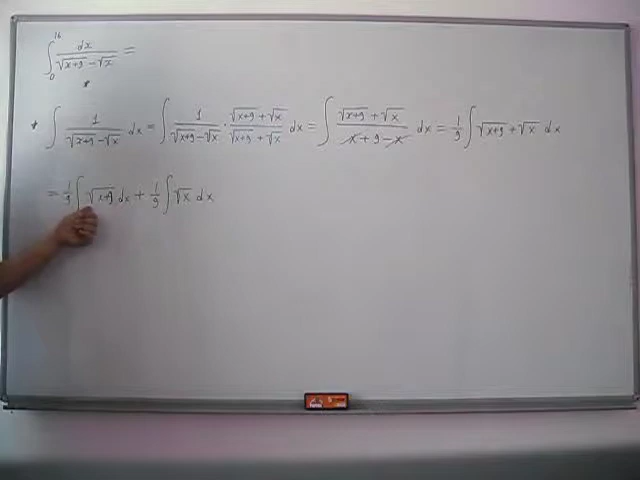 ∫₀¹⁶ dx/(√(x+9) − √x) =
*
* ∫ 1/(√(x+9) − √x) dx = ∫ 1/(√(x+9) − √x) · (√(x+9) + √x)/(√(x+9) + √x) dx = ∫ (√(x+9) + √x)/(x + 9 − x) dx = 1/9 ∫ √(x+9) + √x dx
= 1/9 ∫ √(x+9) dx + 1/9 ∫ √x dx